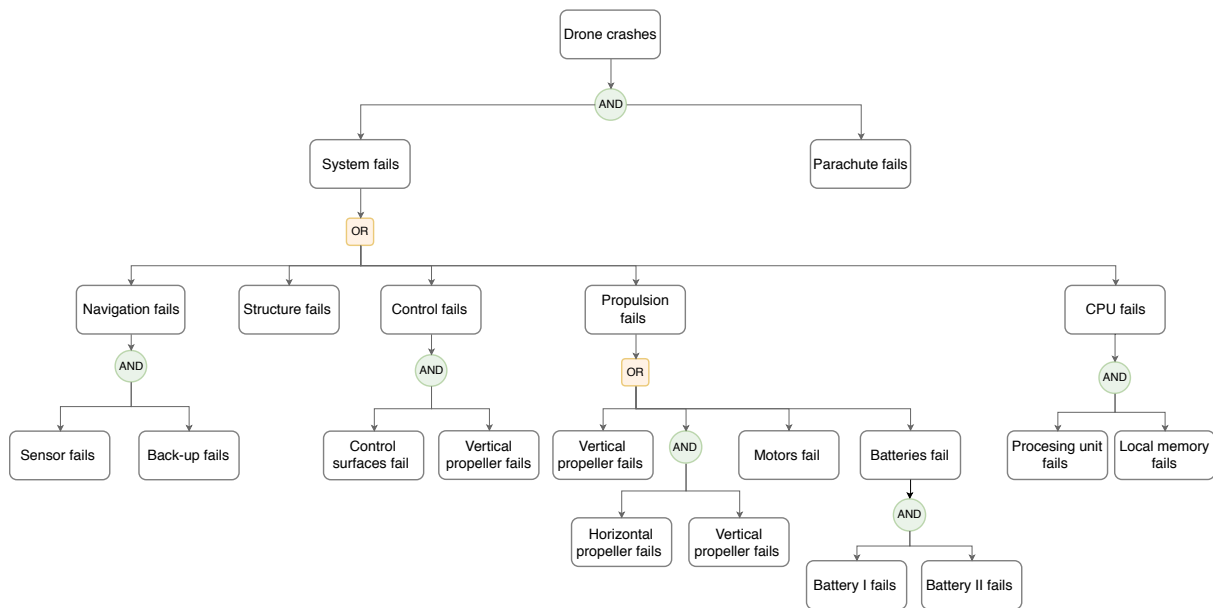 Drone crashes
AND
System fails
Parachute fails
OR
Navigation fails
Structure fails
Control fails
Propulsion
fails
CPU fails
AND
AND
OR
AND
Sensor fails
Back-up fails
Control
surfaces fail
Vertical
propeller fails
Vertical
propeller fails
AND
Motors fail
Batteries fail
Procesing unit
fails
Local memory
fails
Horizontal
propeller fails
Vertical
propeller fails
AND
Battery I fails
Battery II fails